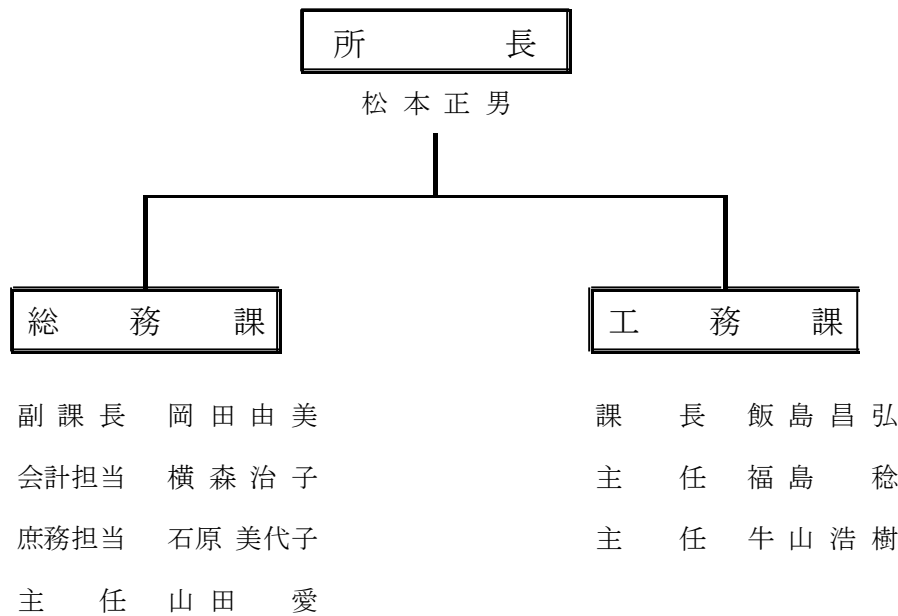 所長
松本正男
総務課
副課長 岡田由美
会計担当 横森治子
庶務担当 石原 美代子
主任 山田 愛
工務課
課長 飯島昌弘
主任 福島 稔
主任 牛山浩樹